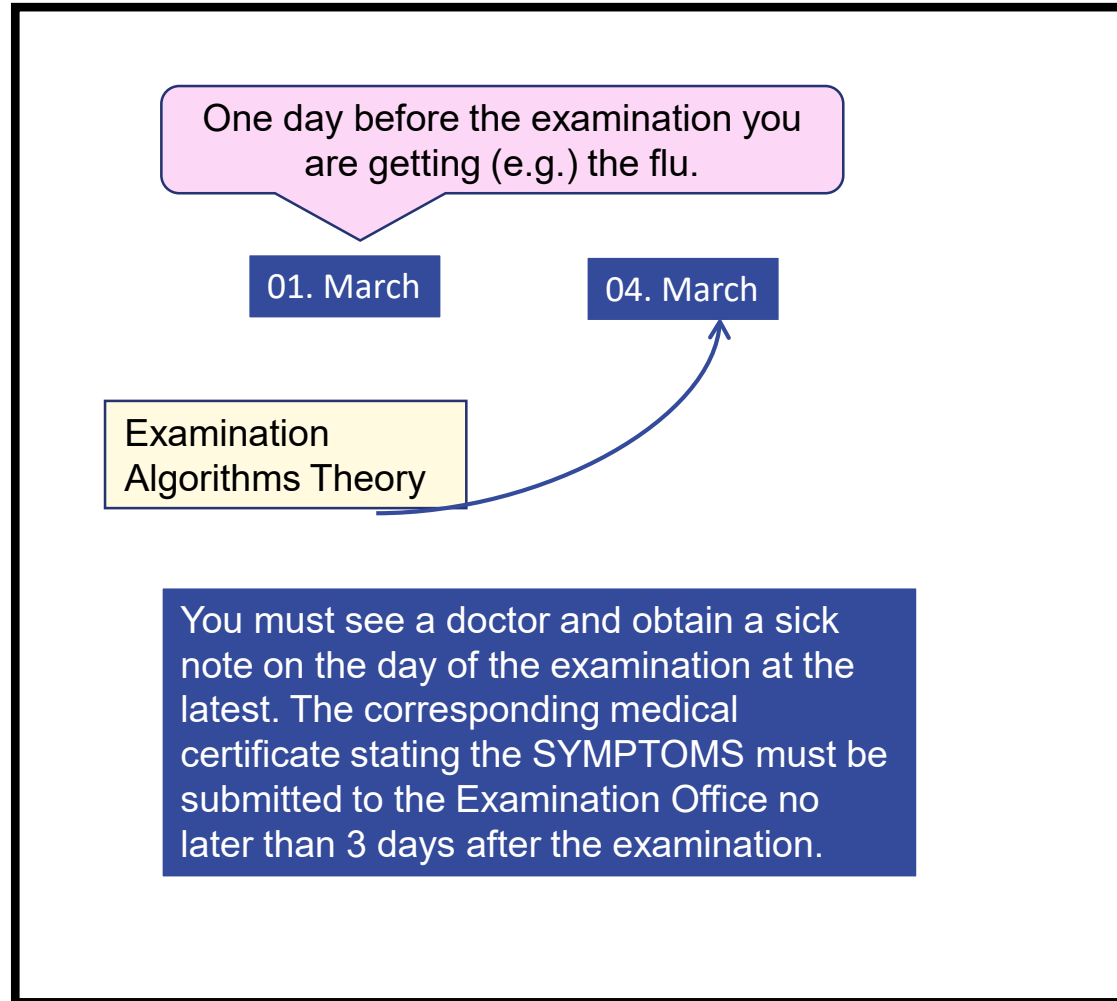 One day before the examination you
are getting (e.g.) the flu.
01. March
04. March
Examination
Algorithms Theory
You must see a doctor and obtain a sick
note on the day of the examination at the
latest. The corresponding medical
certificate stating the SYMPTOMS must be
submitted to the Examination Office no
later than 3 days after the examination.